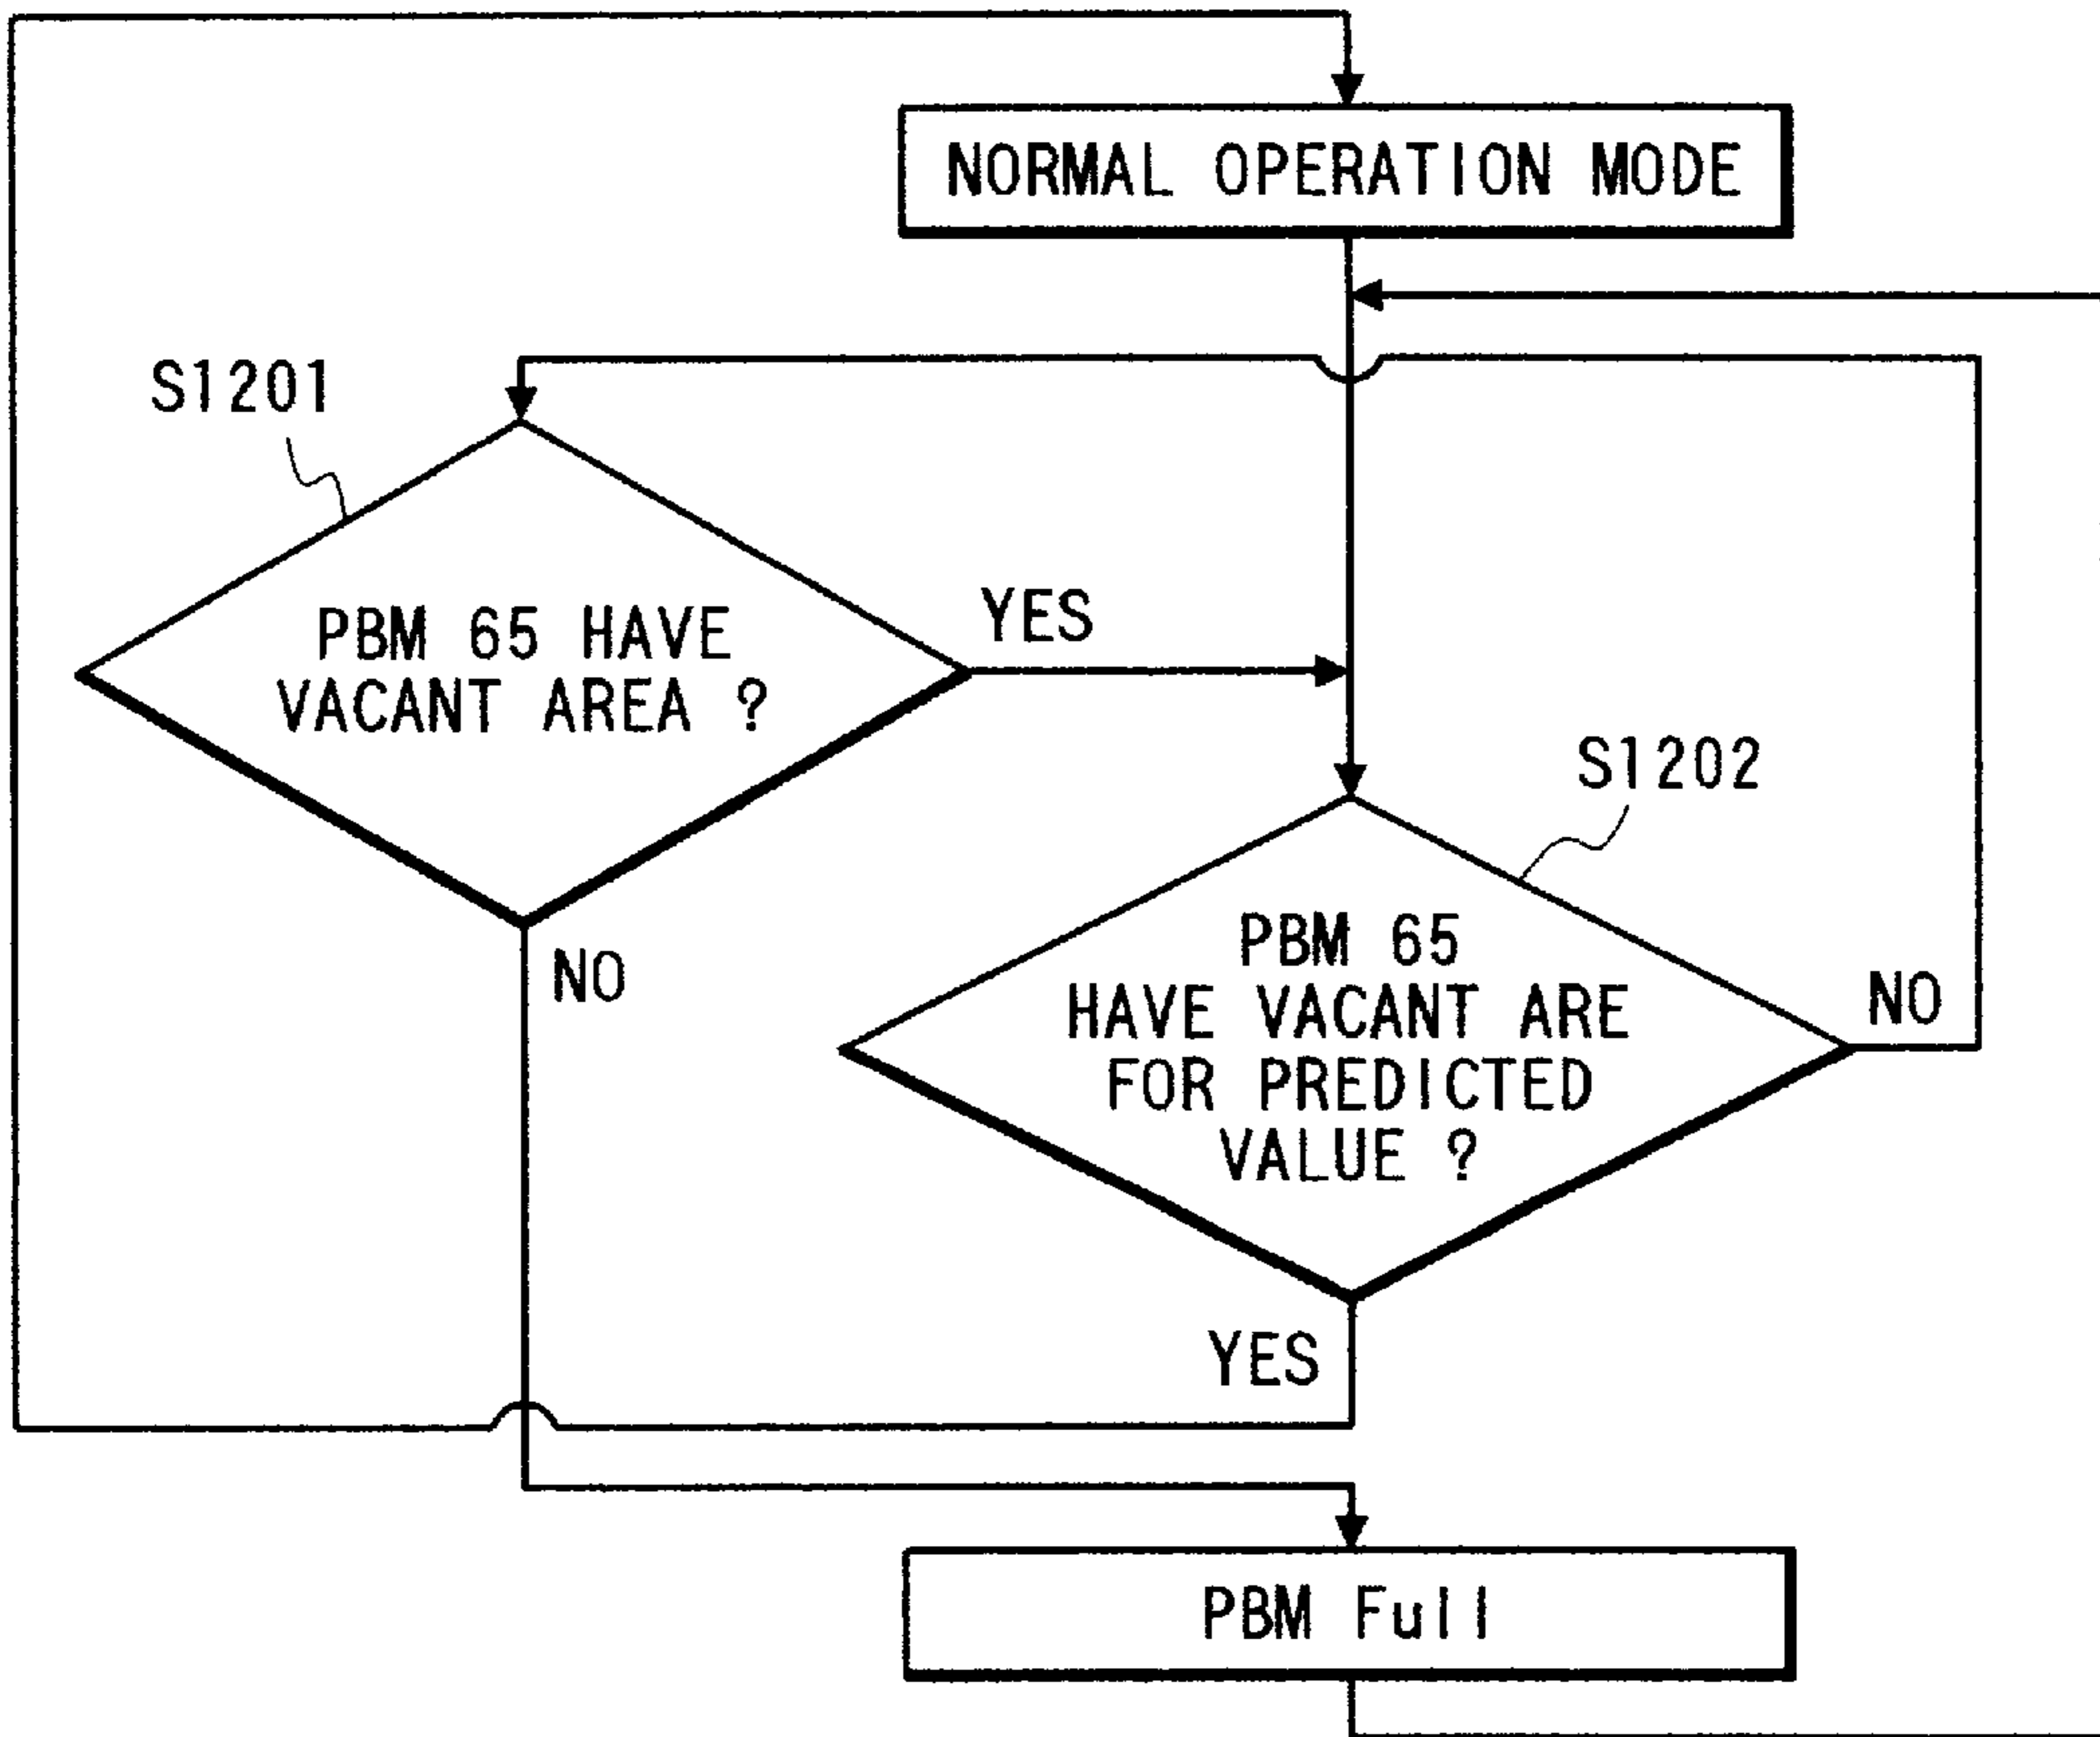 NORMAL OPERATION MODE
S1201
PBM 65 HAVE
VACANT AREA ?
YES
NO
S1202
PBM 65
HAVE VACANT ARE
FOR PREDICTED
VALUE ?
NO
YES
PBM Full